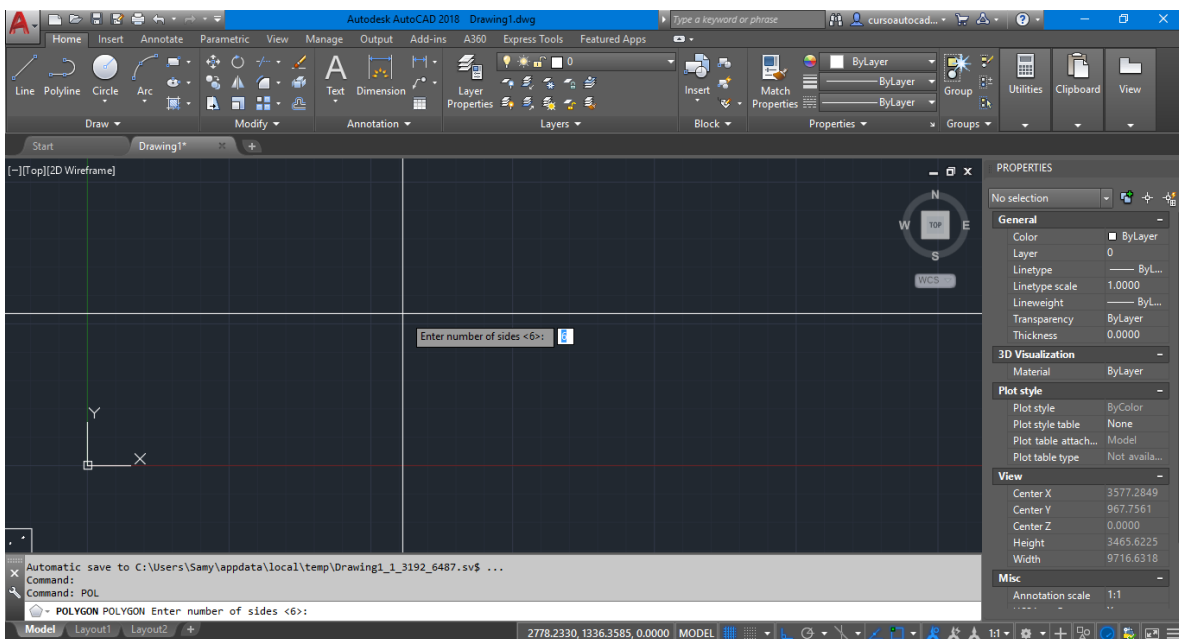 Autodesk AutoCAD 2018 Drawing1.dwg
Type a keyword or phrase
cursoautocad...
Home Insert Annotate Parametric View Manage Output Add-ins A360 Express Tools Featured Apps
Line Polyline Circle Arc
Text Dimension
Layer Properties
0
Insert
Match Properties
ByLayer
ByLayer
ByLayer
Group
Utilities
Clipboard
View
Draw Modify Annotation Layers Block Properties Groups
Start Drawing1*
[−][Top][2D Wireframe]
N
W TOP E
S
WCS
Enter number of sides <6>: 6
Y
X
PROPERTIES
No selection
General
Color ByLayer
Layer 0
Linetype ByL...
Linetype scale 1.0000
Lineweight ByL...
Transparency ByLayer
Thickness 0.0000
3D Visualization
Material ByLayer
Plot style
Plot style ByColor
Plot style table None
Plot table attach... Model
Plot table type Not availa...
View
Center X 3577.2849
Center Y 967.7561
Center Z 0.0000
Height 3465.6225
Width 9716.6318
Misc
Annotation scale 1:1
Automatic save to C:\Users\Samy\appdata\local\temp\Drawing1_1_3192_6487.sv$ ...
Command:
Command: POL
POLYGON POLYGON Enter number of sides <6>:
Model Layout1 Layout2 +
2778.2330, 1336.3585, 0.0000 MODEL
1:1